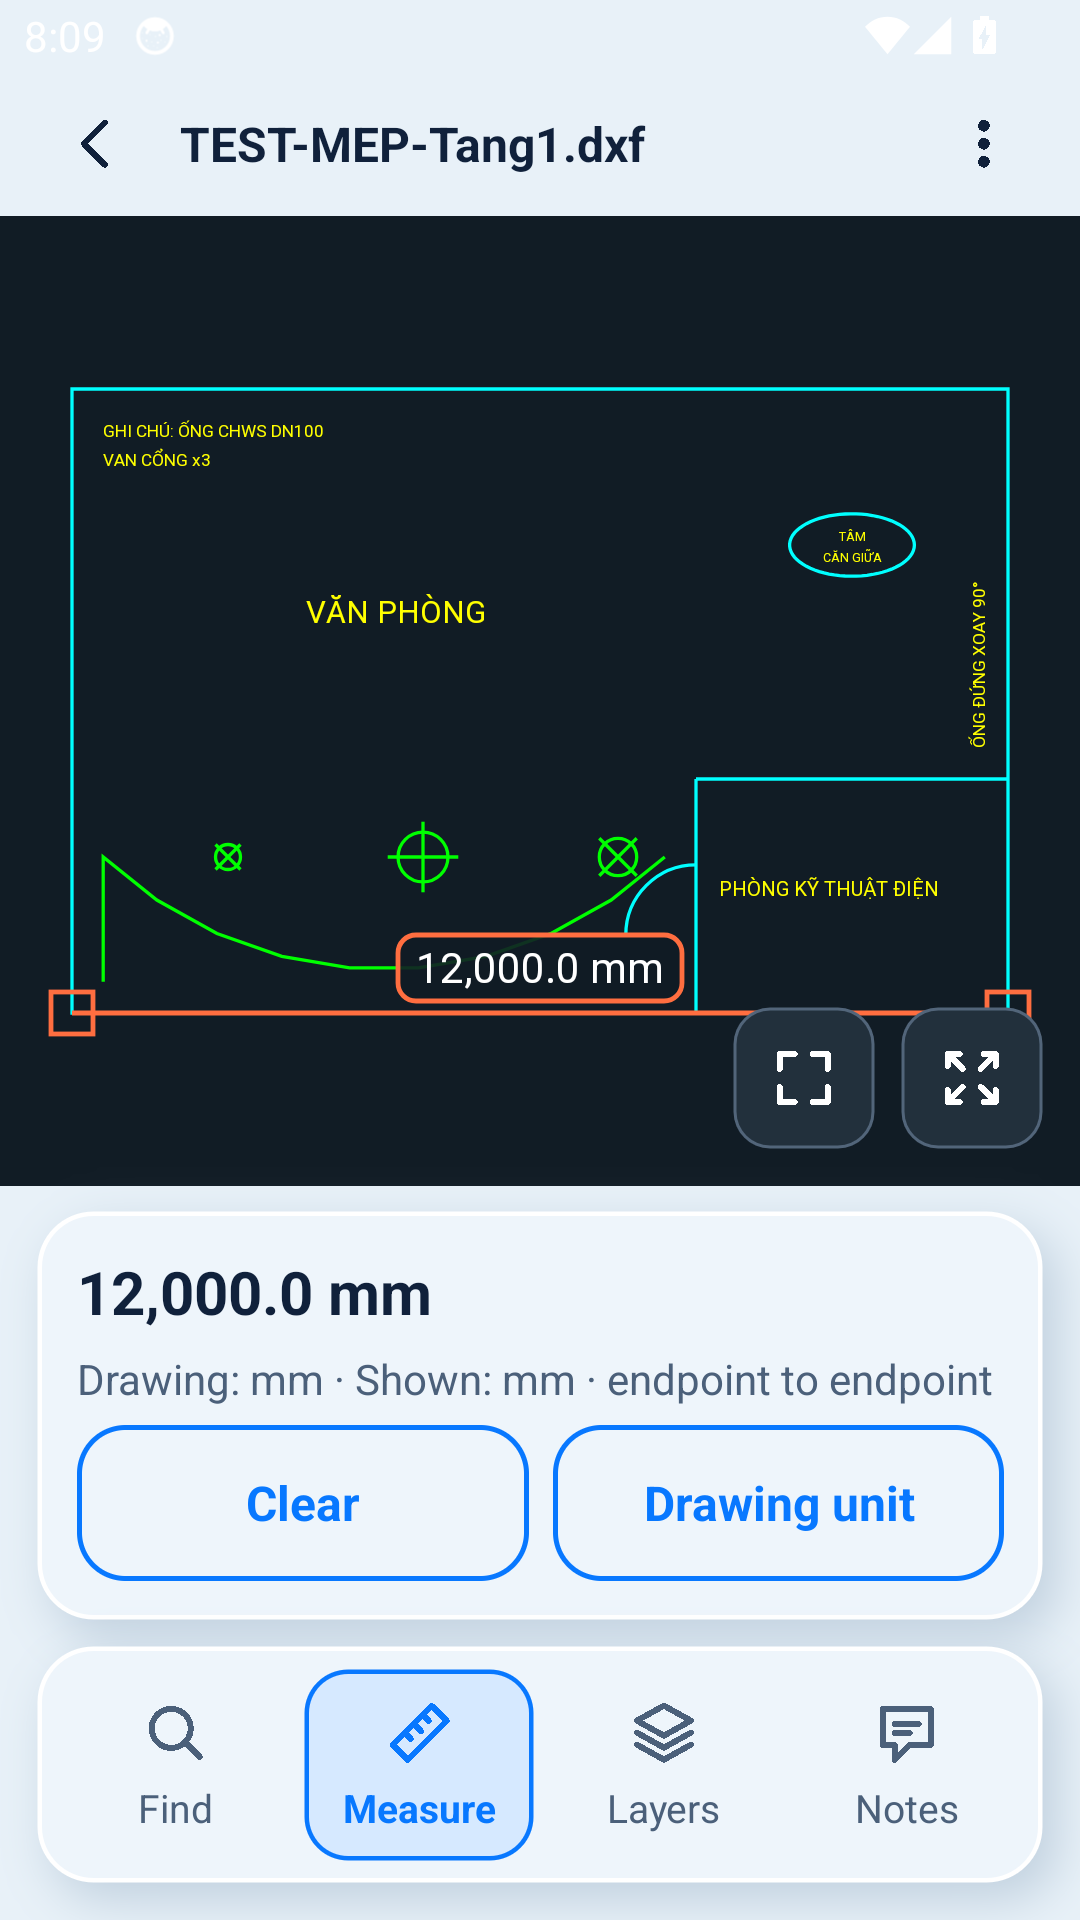 8:09
TEST-MEP-Tang1.dxf
GHI CHÚ: ỐNG CHWS DN100
VAN CỔNG x3
TÂM
CĂN GIỮA
VĂN PHÒNG
ỐNG ĐỨNG XOAY 90°
PHÒNG KỸ THUẬT ĐIỆN
12,000.0 mm
12,000.0 mm
Drawing: mm · Shown: mm · endpoint to endpoint
Clear
Drawing unit
Find
Measure
Layers
Notes